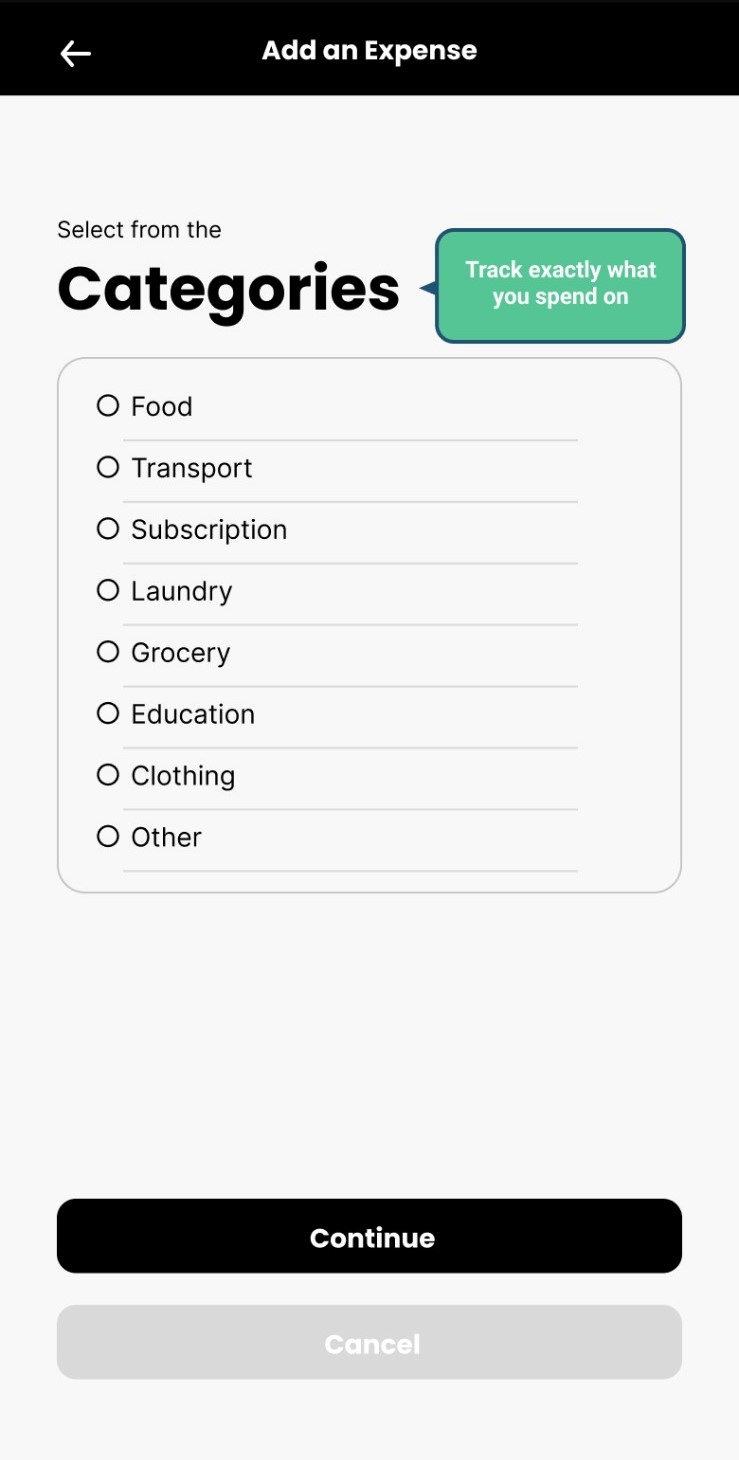 Add an Expense
Select from the
Categories
Track exactly what
you spend on
Food
Transport
Subscription
Laundry
Grocery
Education
Clothing
Other
Continue
Cancel